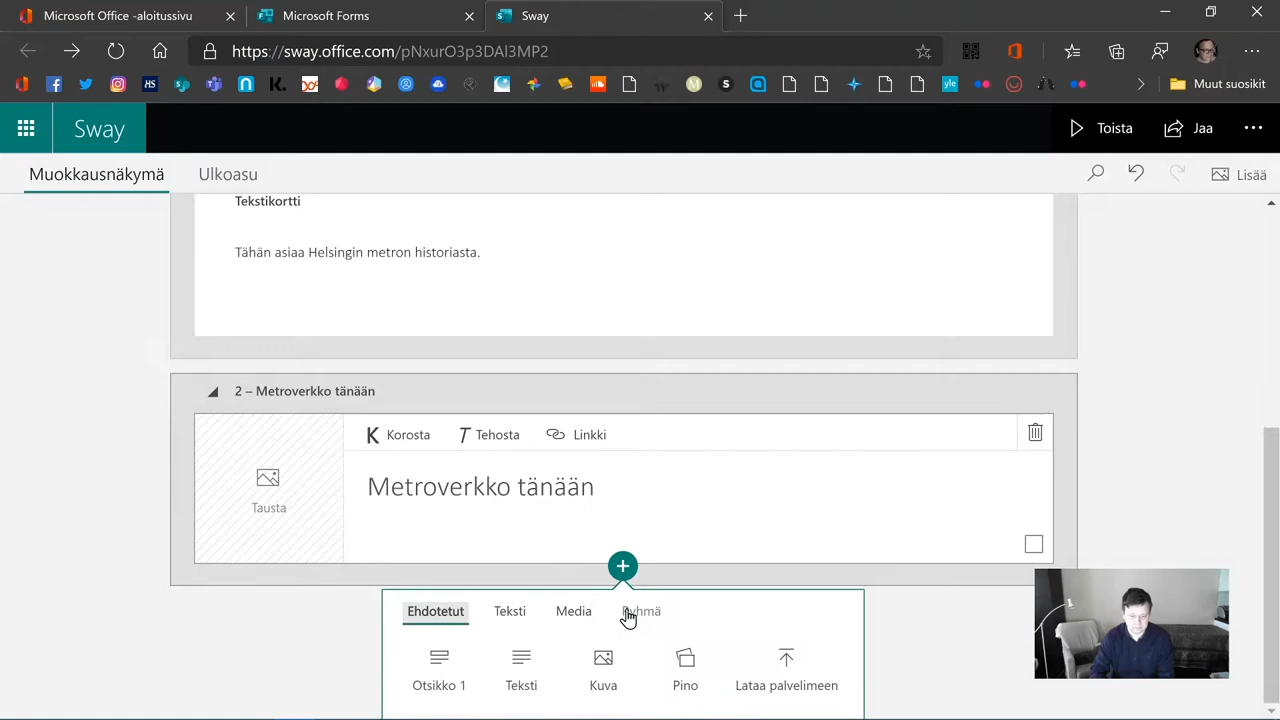 Microsoft Office -aloitussivu
Microsoft Forms
Sway
https://sway.office.com/pNxurO3p3DAI3MP2
Muut suosikit
Sway
Toista
Jaa
Muokkausnäkymä
Ulkoasu
Lisää
Tekstikortti
Tähän asiaa Helsingin metron historiasta.
2 – Metroverkko tänään
K Korosta
T Tehosta
Linkki
Tausta
Metroverkko tänään
Ehdotetut
Teksti
Media
Otsikko 1
Teksti
Kuva
Pino
Lataa palvelimeen